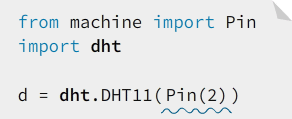 from machine import Pin
import dht
d = dht.DHT11(Pin(2))